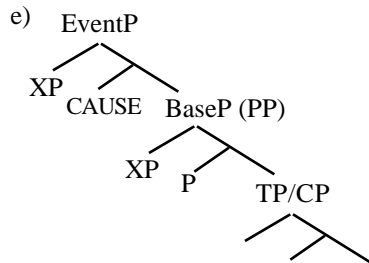 e)
EventP
XP
CAUSE
BaseP (PP)
XP
P
TP/CP